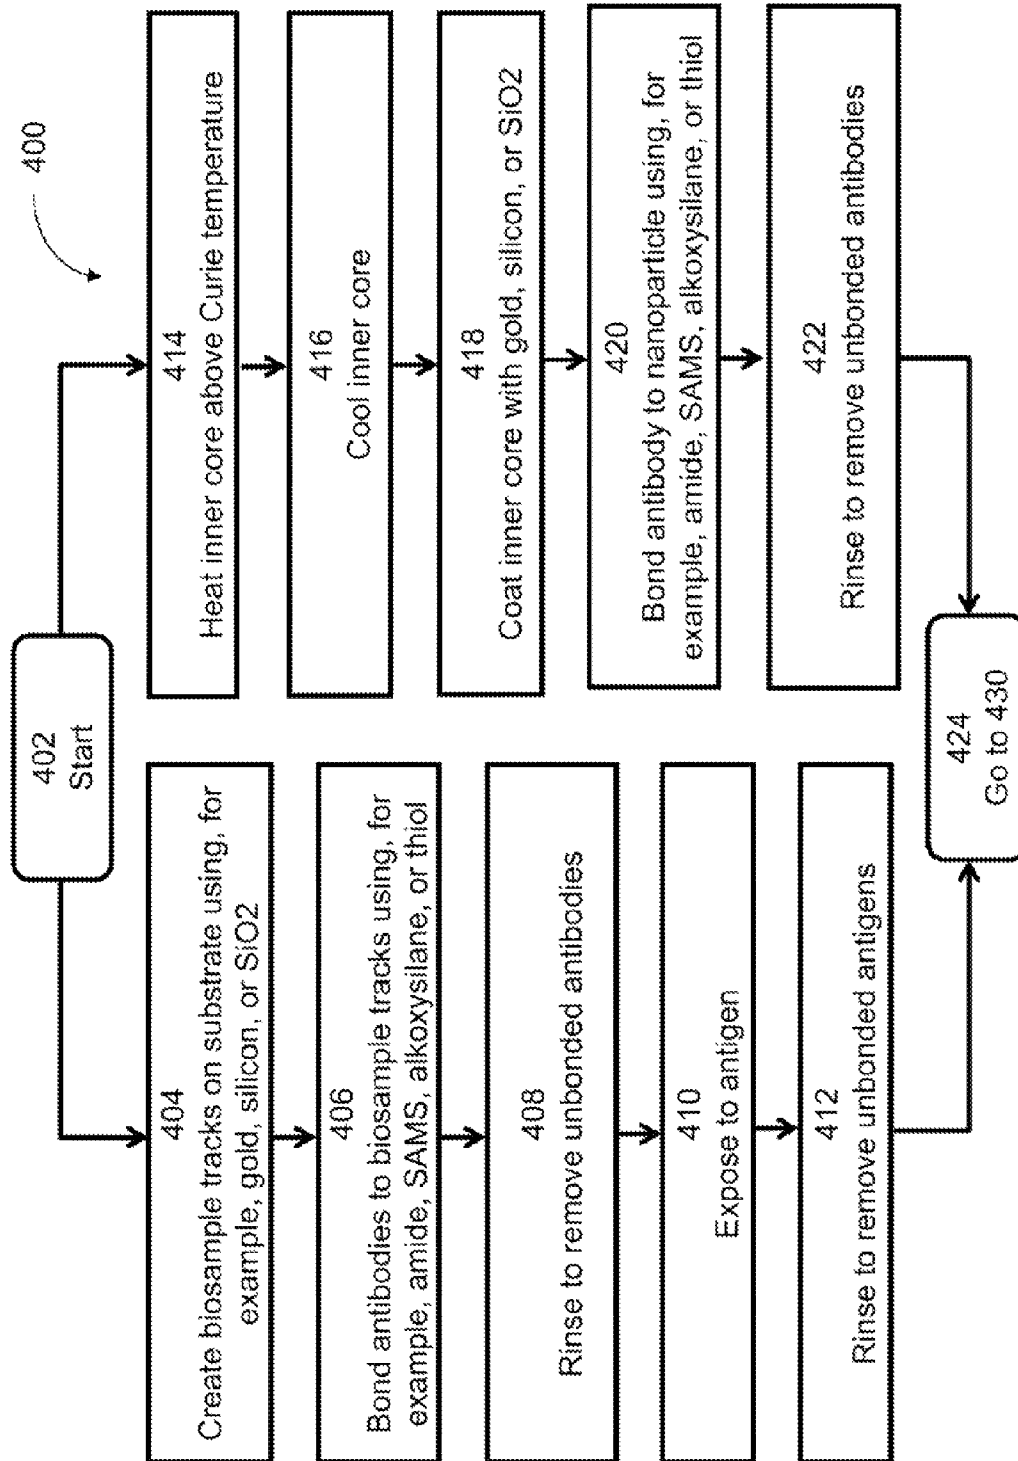 400
402
Start
404
Create biosample tracks on substrate using, for
example, gold, silicon, or SiO2
406
Bond antibodies to biosample tracks using, for
example, amide, SAMS, alkoxysilane, or thiol
408
Rinse to remove unbonded antibodies
410
Expose to antigen
412
Rinse to remove unbonded antigens
414
Heat inner core above Curie temperature
416
Cool inner core
418
Coat inner core with gold, silicon, or SiO2
420
Bond antibody to nanoparticle using, for
example, amide, SAMS, alkoxysilane, or thiol
422
Rinse to remove unbonded antibodies
424
Go to 430